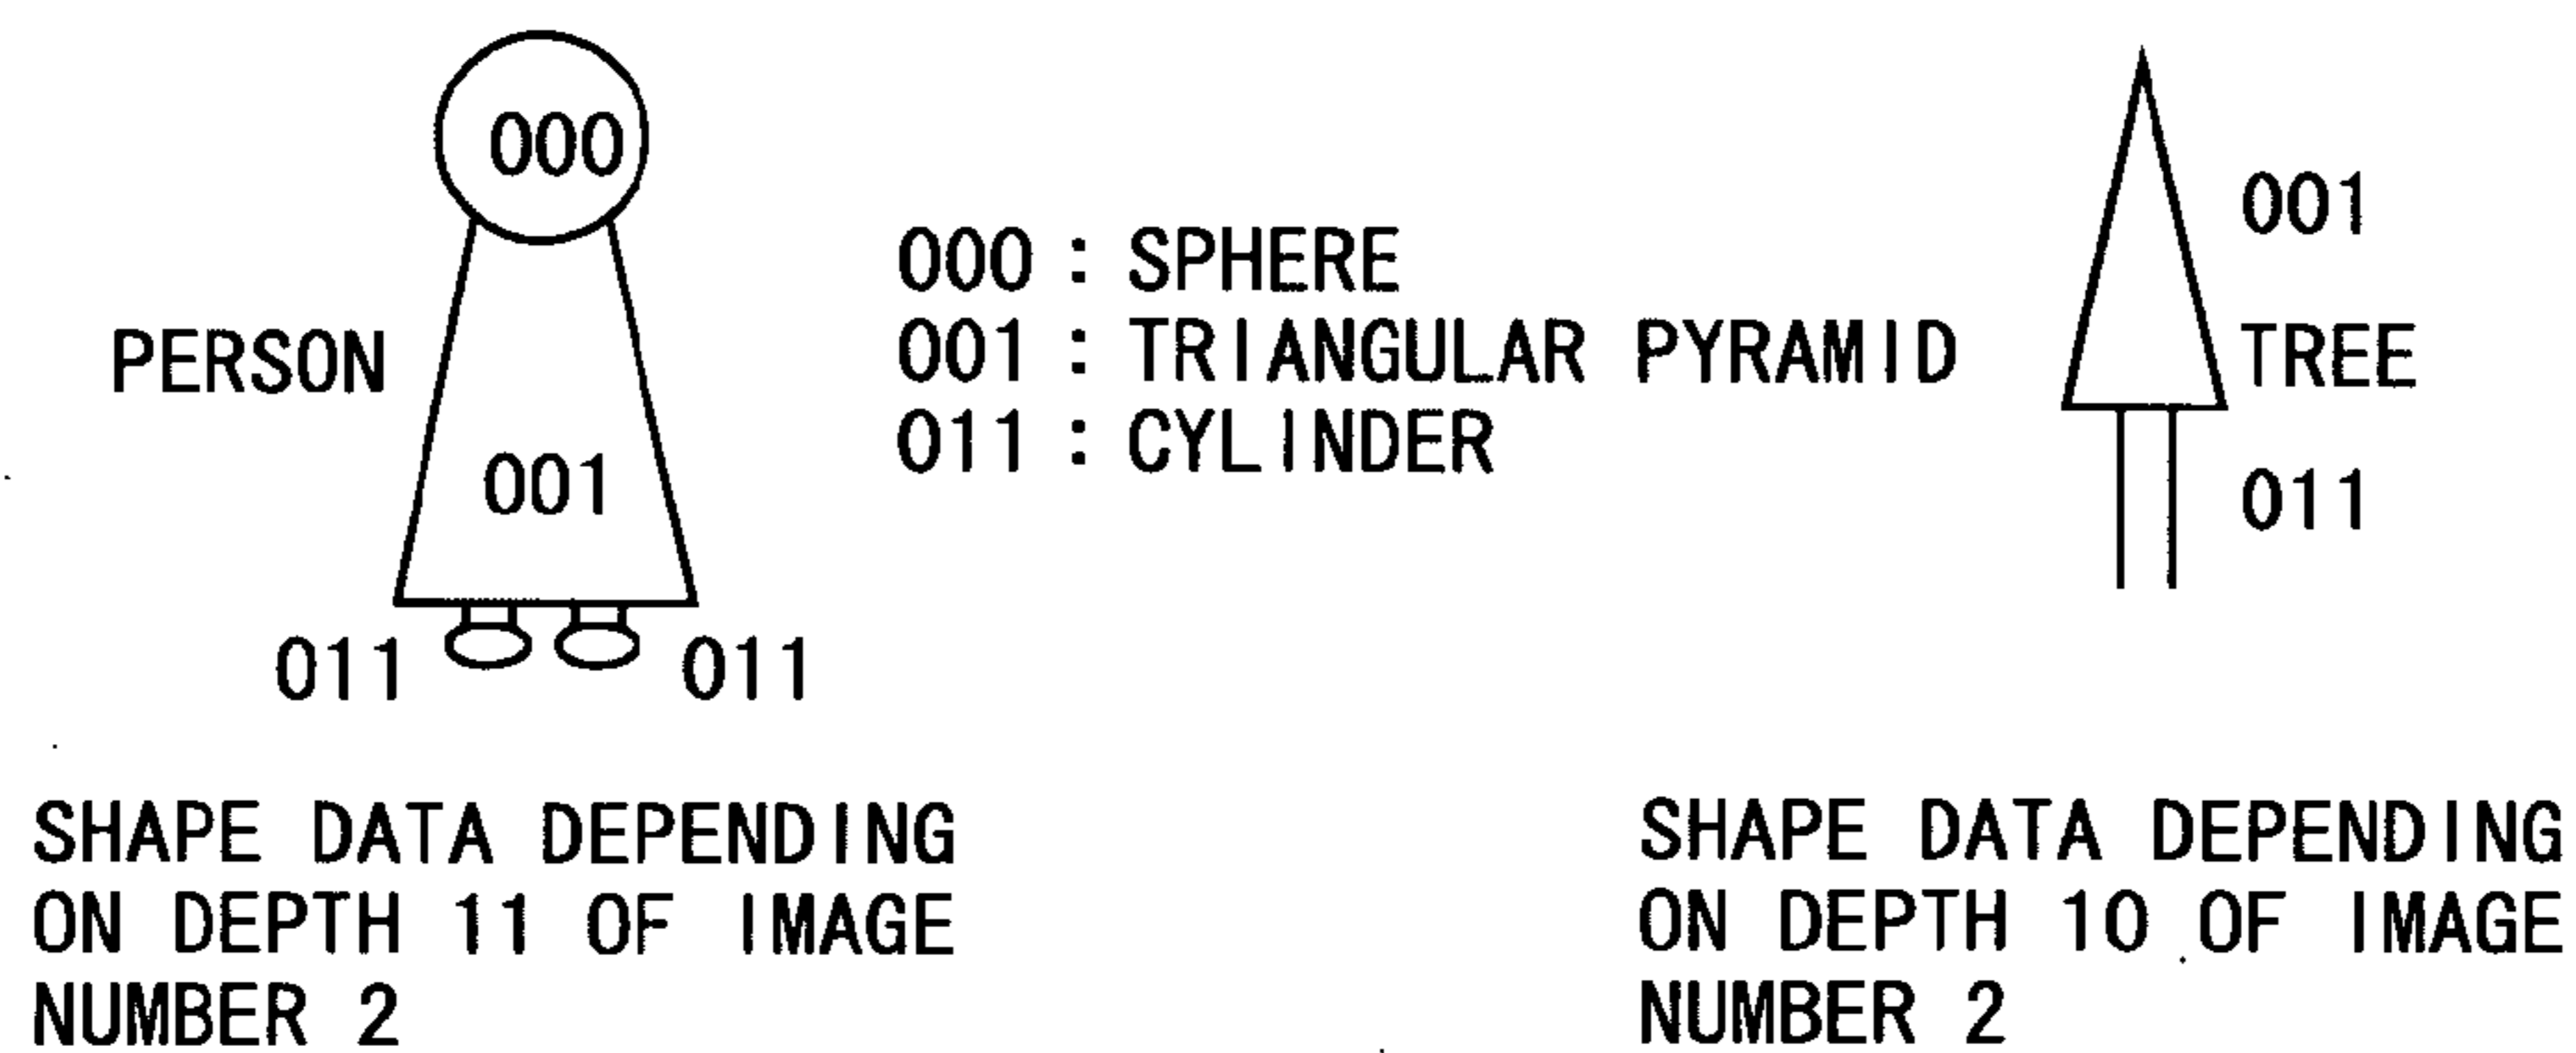 000
PERSON
001
011 011
000 : SPHERE
001 : TRIANGULAR PYRAMID
011 : CYLINDER
001
TREE
011
SHAPE DATA DEPENDING
ON DEPTH 11 OF IMAGE
NUMBER 2
SHAPE DATA DEPENDING
ON DEPTH 10 OF IMAGE
NUMBER 2